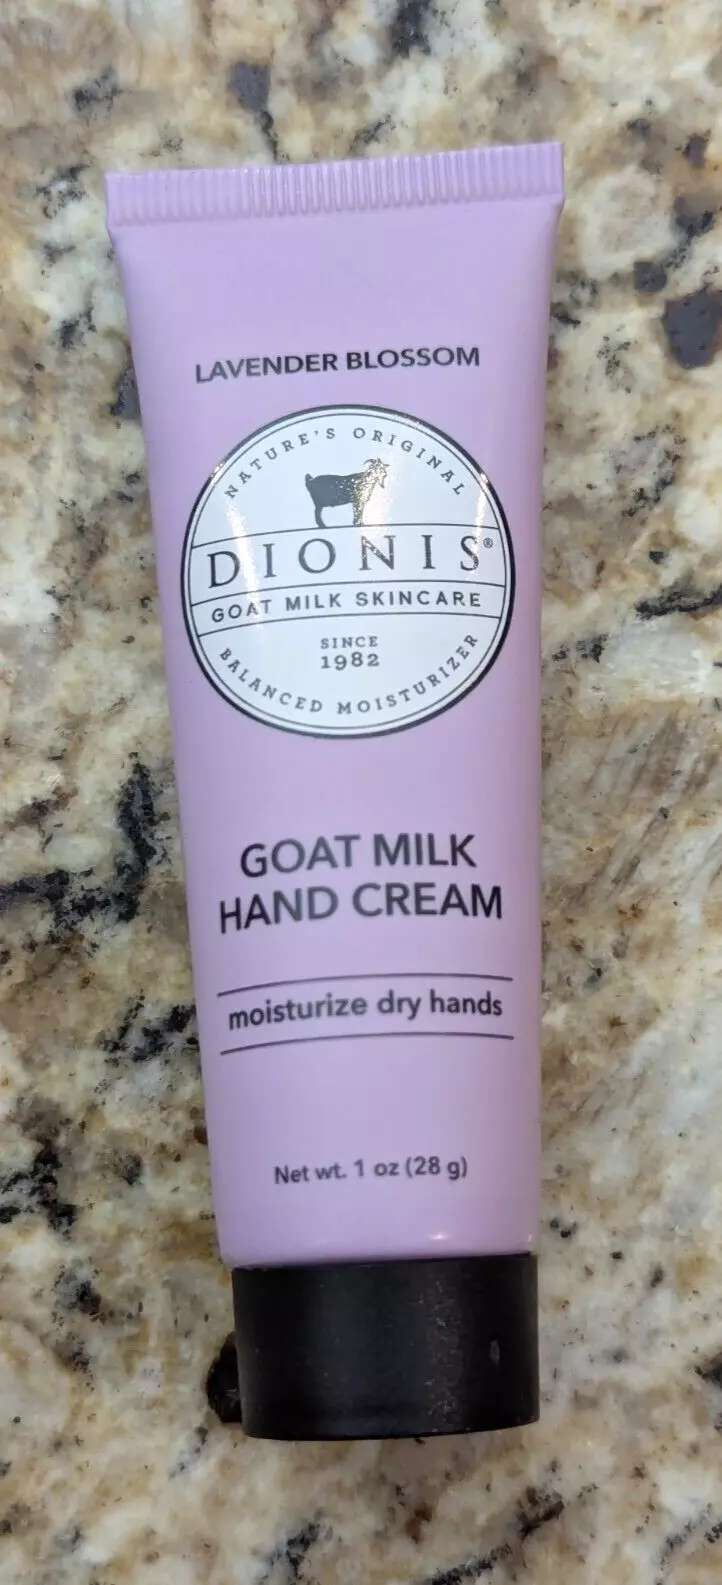 LAVENDER BLOSSOM
NATURE'S ORIGINAL
DIONIS®
GOAT MILK SKINCARE
SINCE
1982
BALANCED MOISTURIZER
GOAT MILK
HAND CREAM
moisturize dry hands
Net wt. 1 oz (28 g)